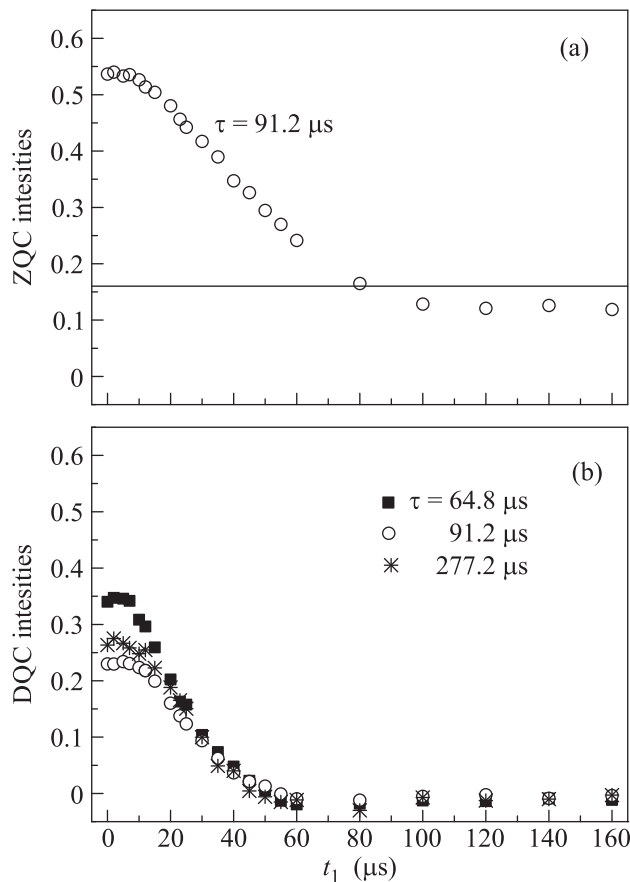 0.6
(a)
0.5
τ = 91.2 μs
0.4
0.3
0.2
0.1
0
ZQC intesities
0.6
(b)
0.5
τ = 64.8 μs
91.2 μs
0.4
277.2 μs
0.3
0.2
0.1
0
DQC intesities
0 20 40 60 80 100 120 140 160
t1 (μs)